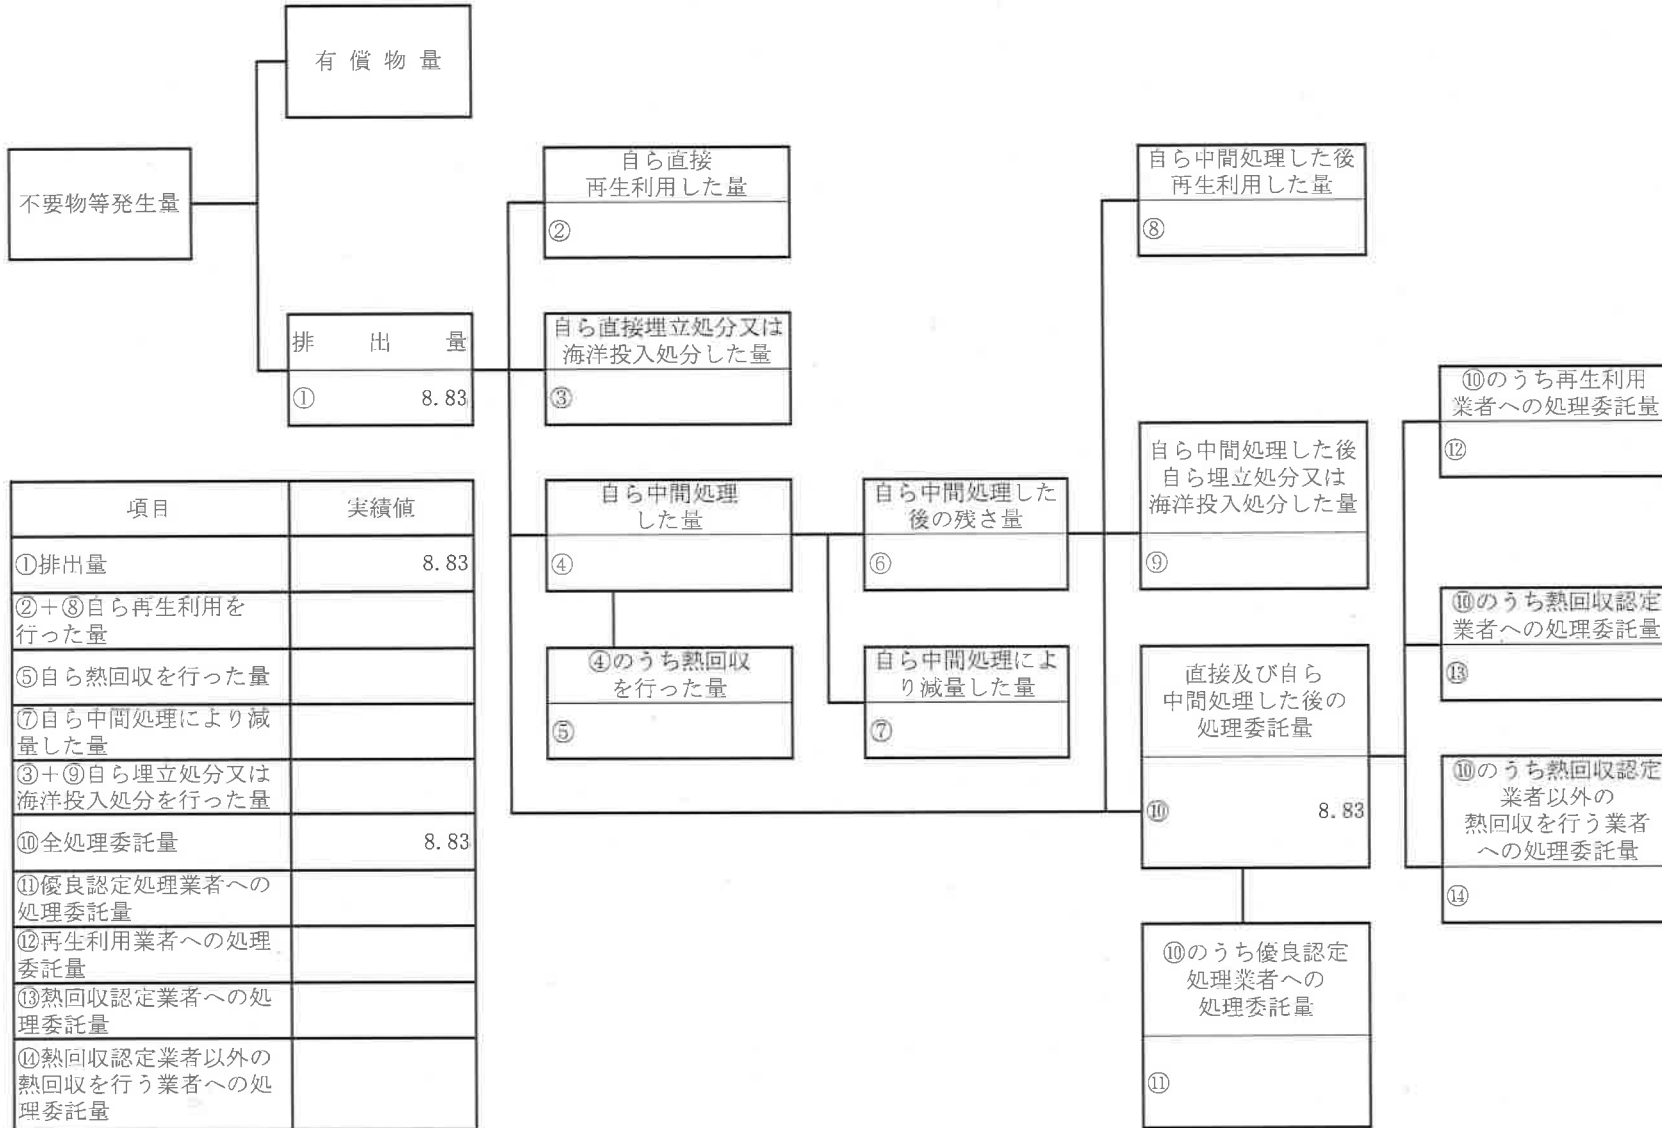 有償物量
不要物等発生量
排出量
① 8.83
自ら直接
再生利用した量
②
自ら直接埋立処分又は
海洋投入処分した量
③
自ら中間処理
した量
④
④のうち熱回収
を行った量
⑤
自ら中間処理した
後の残さ量
⑥
自ら中間処理によ
り減量した量
⑦
自ら中間処理した後
再生利用した量
⑧
自ら中間処理した後
自ら埋立処分又は
海洋投入処分した量
⑨
直接及び自ら
中間処理した後の
処理委託量
⑩ 8.83
⑩のうち優良認定
処理業者への
処理委託量
⑪
⑩のうち再生利用
業者への処理委託量
⑫
⑩のうち熱回収認定
業者への処理委託量
⑬
⑩のうち熱回収認定
業者以外の
熱回収を行う業者
への処理委託量
⑭
項目 実績値
①排出量 8.83
②+⑧自ら再生利用を
行った量
⑤自ら熱回収を行った量
⑦自ら中間処理により減
量した量
③+⑨自ら埋立処分又は
海洋投入処分を行った量
⑩全処理委託量 8.83
⑪優良認定処理業者への
処理委託量
⑫再生利用業者への処理
委託量
⑬熱回収認定業者への処
理委託量
⑭熱回収認定業者以外の
熱回収を行う業者への処
理委託量